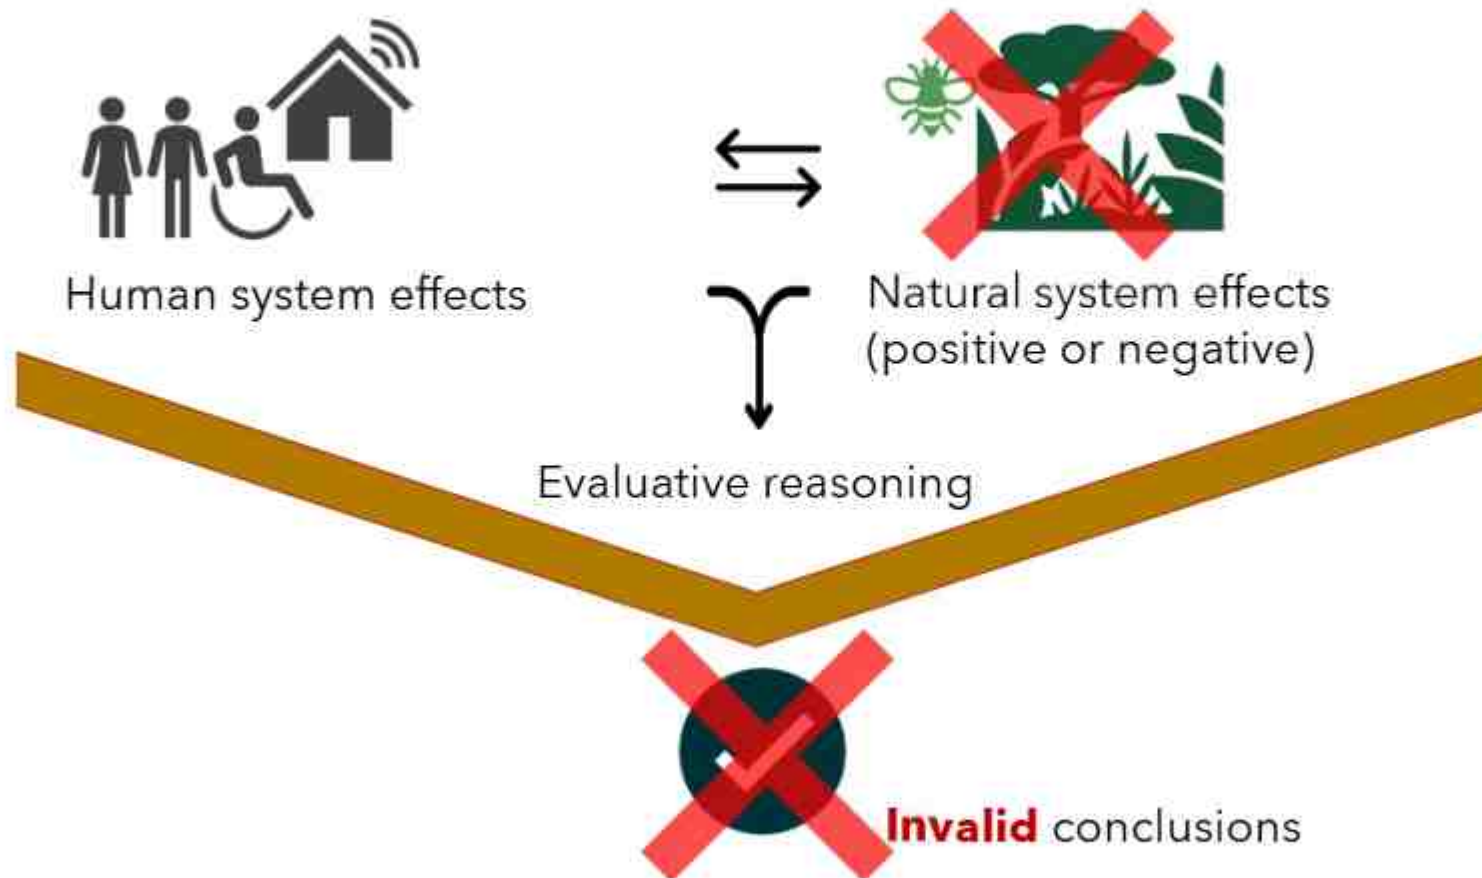 Human system effects
Natural system effects
(positive or negative)
Evaluative reasoning
Invalid conclusions